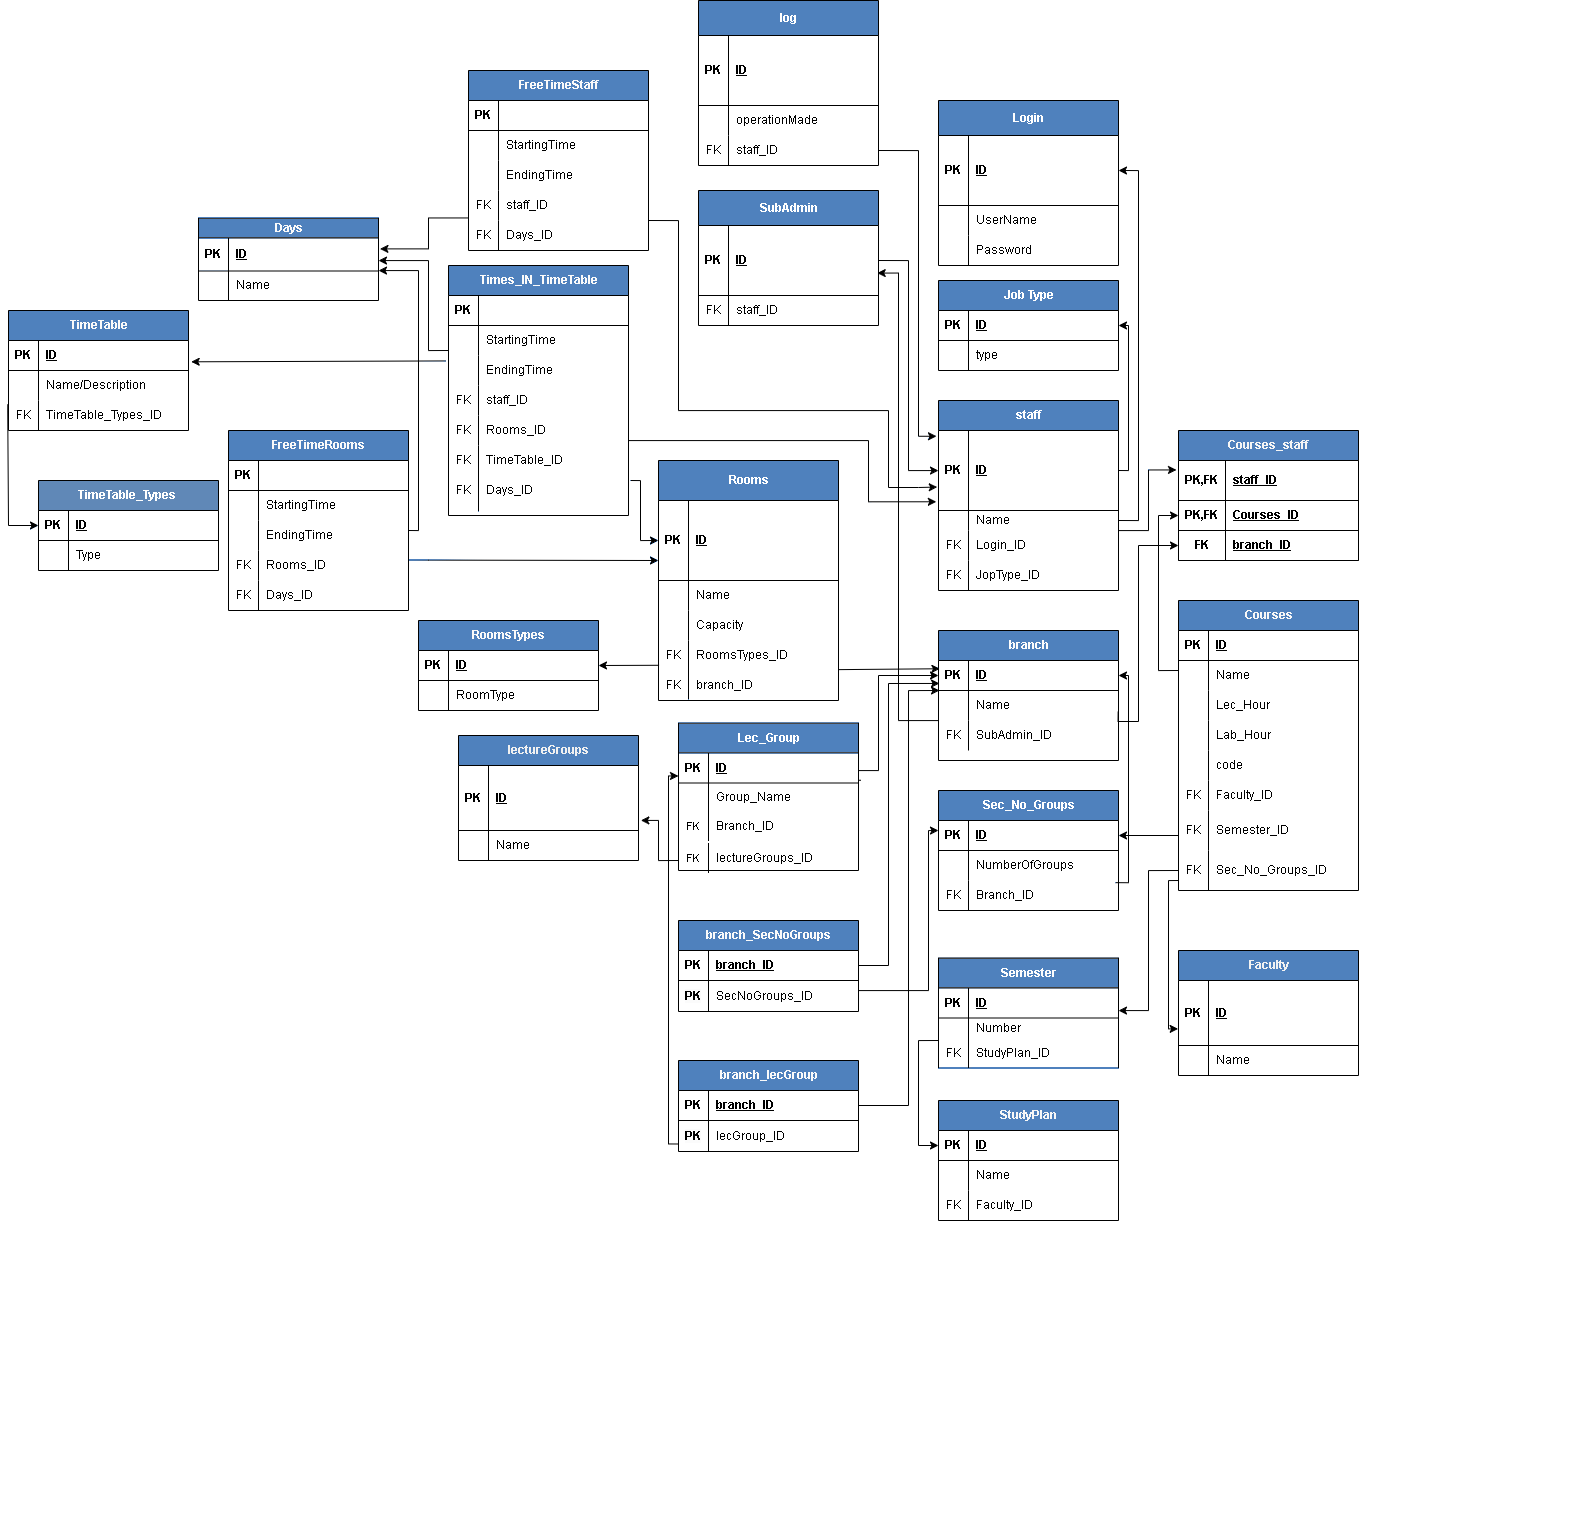 log
PK ID
operationMade
FK staff_ID
FreeTimeStaff
PK
StartingTime
EndingTime
FK staff_ID
FK Days_ID
Login
PK ID
UserName
Password
SubAdmin
PK ID
FK staff_ID
Days
PK ID
Name
Times_IN_TimeTable
PK
StartingTime
EndingTime
FK staff_ID
FK Rooms_ID
FK TimeTable_ID
FK Days_ID
Job Type
PK ID
type
TimeTable
PK ID
Name/Description
FK TimeTable_Types_ID
staff
PK ID
Name
FK Login_ID
FK JopType_ID
FreeTimeRooms
PK
StartingTime
EndingTime
FK Rooms_ID
FK Days_ID
Courses_staff
PK,FK staff_ID
PK,FK Courses_ID
FK branch_ID
TimeTable_Types
PK ID
Type
Rooms
PK ID
Name
Capacity
FK RoomsTypes_ID
FK branch_ID
RoomsTypes
PK ID
RoomType
branch
PK ID
Name
FK SubAdmin_ID
Courses
PK ID
Name
Lec_Hour
Lab_Hour
code
FK Faculty_ID
FK Semester_ID
FK Sec_No_Groups_ID
lectureGroups
PK ID
Name
Lec_Group
PK ID
Group_Name
FK Branch_ID
FK lectureGroups_ID
Sec_No_Groups
PK ID
NumberOfGroups
FK Branch_ID
branch_SecNoGroups
PK branch_ID
PK SecNoGroups_ID
Semester
PK ID
Number
FK StudyPlan_ID
Faculty
PK ID
Name
branch_lecGroup
PK branch_ID
PK lecGroup_ID
StudyPlan
PK ID
Name
FK Faculty_ID